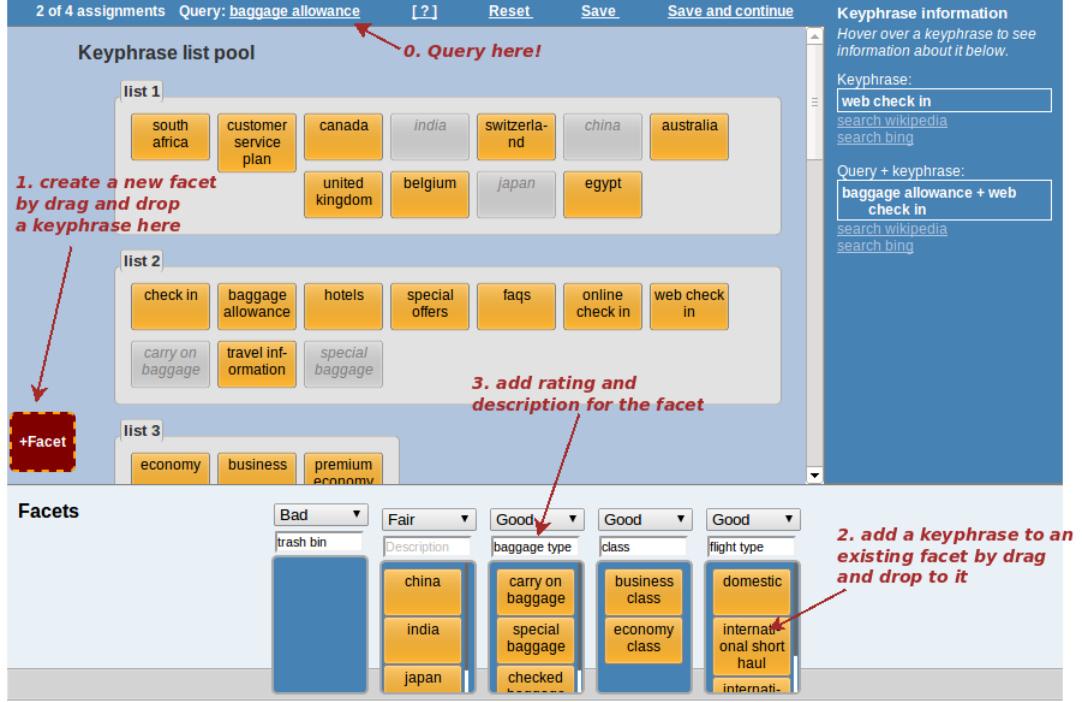 2 of 4 assignments Query: baggage allowance [ ? ] Reset Save Save and continue
0. Query here!
Keyphrase list pool
list 1
south africa
customer service plan
canada
india
switzerla-nd
china
australia
united kingdom
belgium
japan
egypt
1. create a new facet
by drag and drop
a keyphrase here
list 2
check in
baggage allowance
hotels
special offers
faqs
online check in
web check in
carry on baggage
travel inf-ormation
special baggage
3. add rating and
description for the facet
+Facet
list 3
economy
business
premium economy
Keyphrase information
Hover over a keyphrase to see
information about it below.
Keyphrase:
web check in
search wikipedia
search bing
Query + keyphrase:
baggage allowance + web
check in
search wikipedia
search bing
Facets
Bad
trash bin
Fair
Description
china
india
japan
Good
baggage type
carry on baggage
special baggage
checked baggage
Good
class
business class
economy class
Good
flight type
domestic
internati-onal short haul
internati-
2. add a keyphrase to an
existing facet by drag
and drop to it